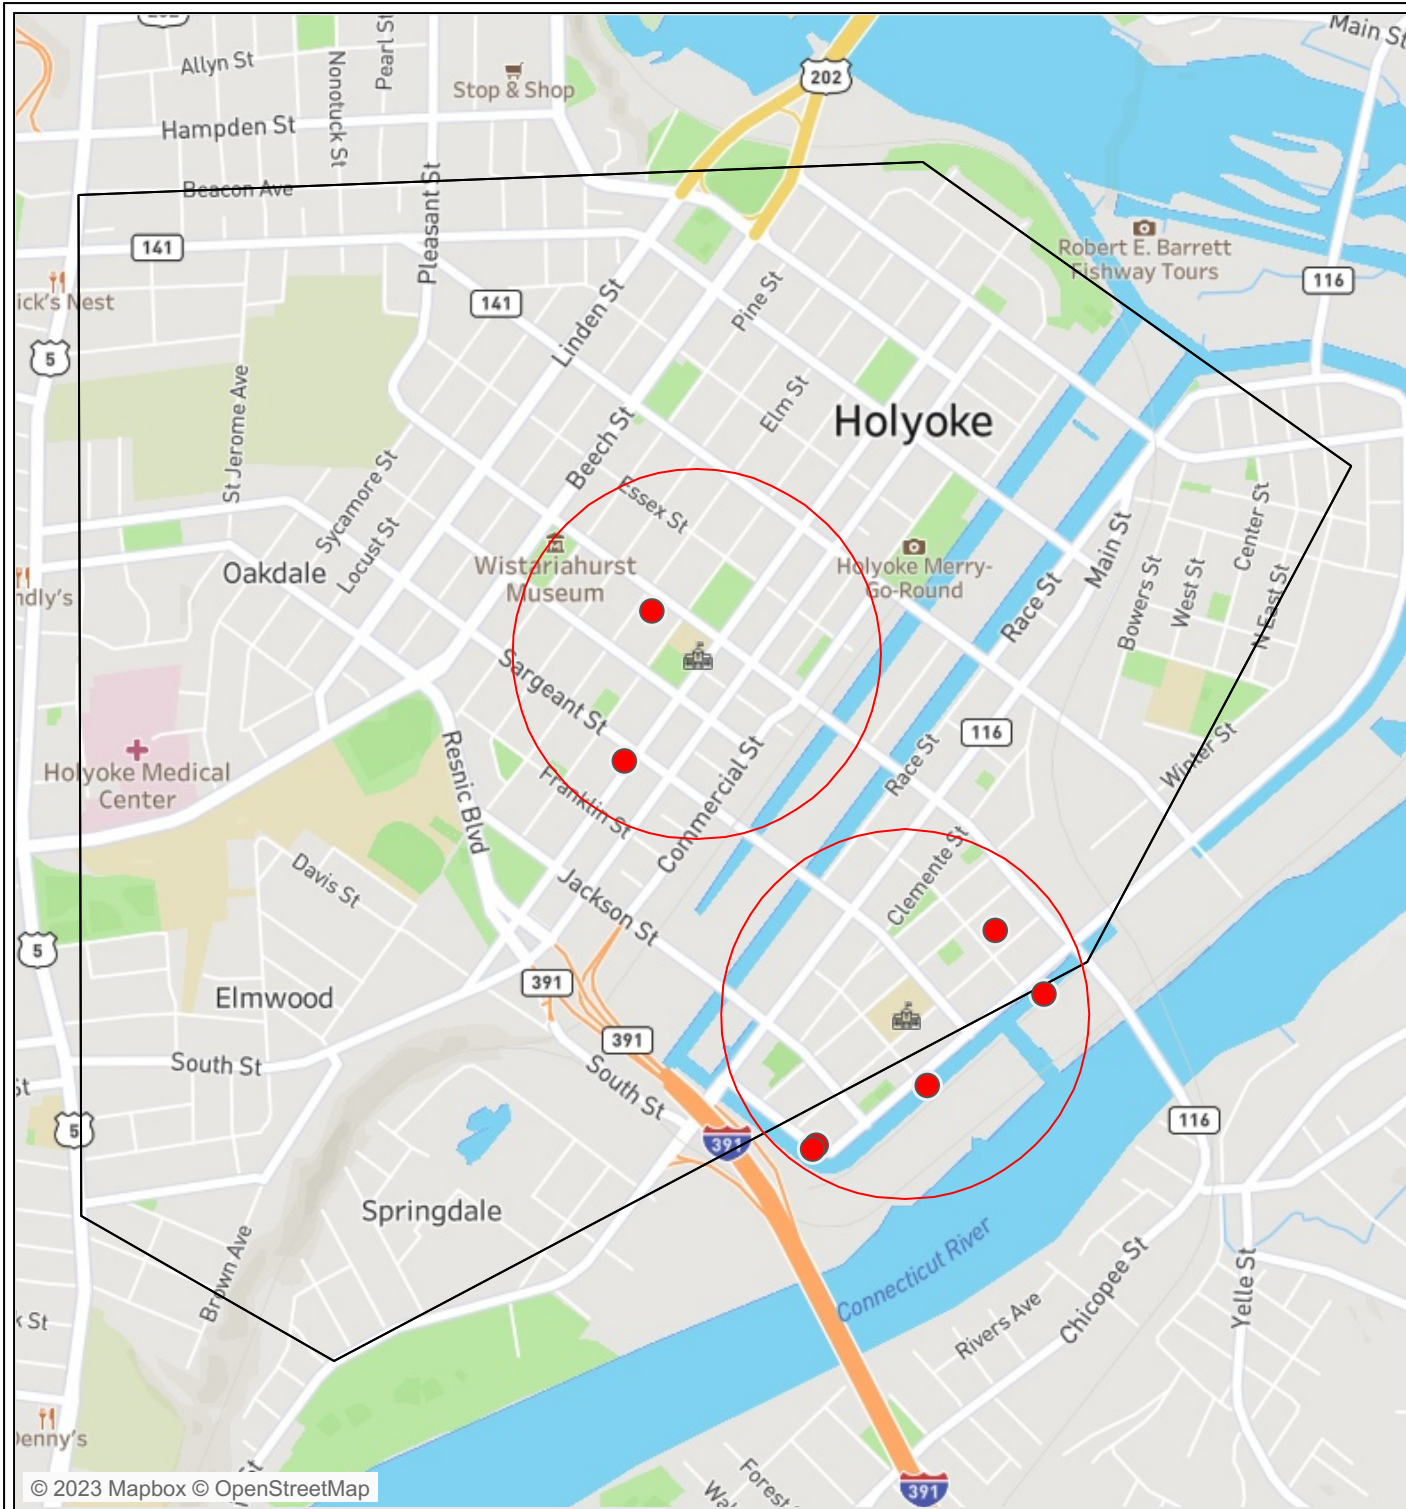 Main St
Allyn St
Nonotuck St
Pearl St
Stop & Shop
202
Hampden St
Pleasant St
Beacon Ave
141
Robert E. Barrett
Fishway Tours
116
ick's Nest
141
Linden St
Pine St
5
St Jerome Ave
Elm St
Holyoke
Beech St
Sycamore St
Essex St
Center St
Main St
Locust St
Wistariahurst
Museum
Holyoke Merry-
Go-Round
Oakdale
Race St
Bowers St
West St
N East St
ndly's
Sargeant St
116
Winter St
Holyoke Medical
Center
Resnic Blvd
Race St
Franklin St
Commercial St
Davis St
Clemente St
Jackson St
5
391
Elmwood
391
South St
South St
St
5
391
116
Springdale
Brown Ave
Connecticut River
Chicopee St
Yelle St
Rivers Ave
k St
Denny's
St
Forest
391
© 2023 Mapbox © OpenStreetMap